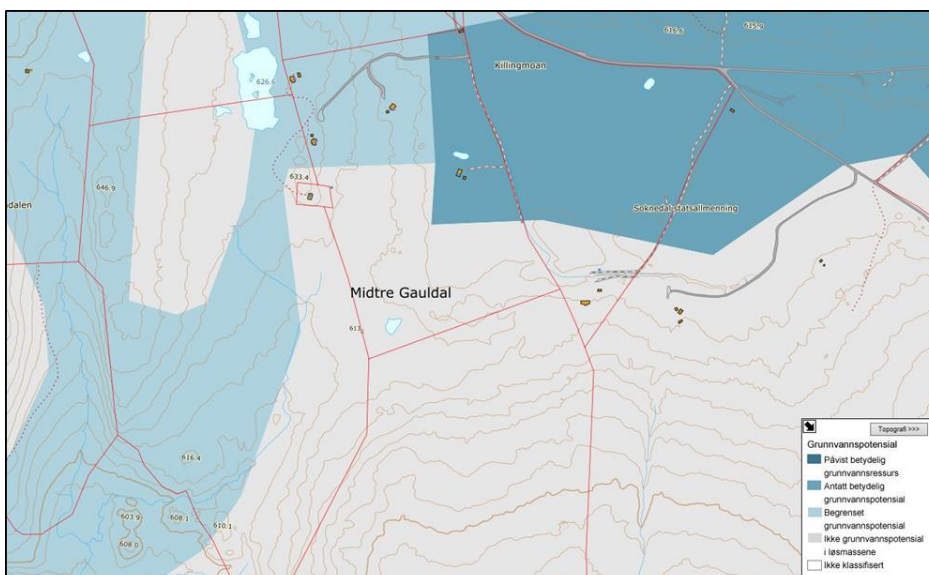 616.6
615.9
Killingmoan
626.6
633.4
646.9
dalen
Soknedal statsallmenning
Midtre Gauldal
613
616.4
603.9
608.1
610.1
608.0
Topografi >>>
Grunnvannspotensial
Påvist betydelig
grunnvannsressurs
Antatt betydelig
grunnvannspotensial
Begrenset
grunnvannspotensial
Ikke grunnvannspotensial
i løsmassene
Ikke klassifisert